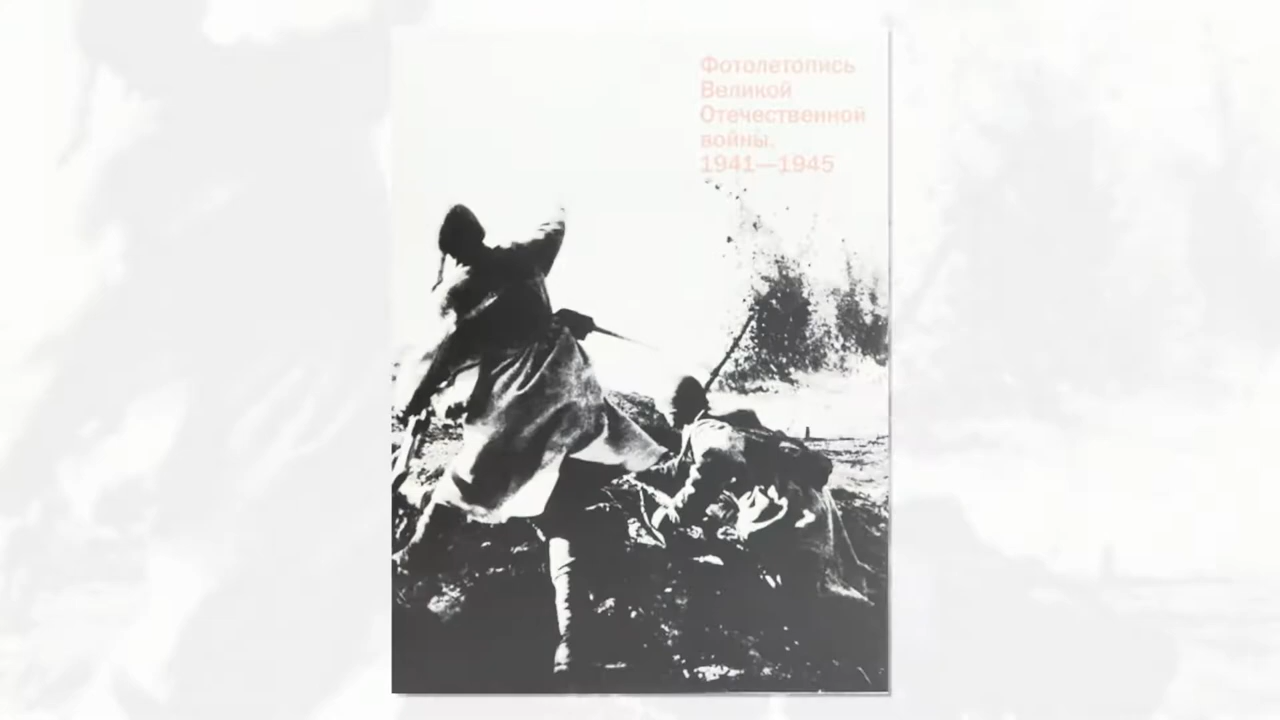 Фотолетопись
Великой
Отечественной
войны.
1941—1945